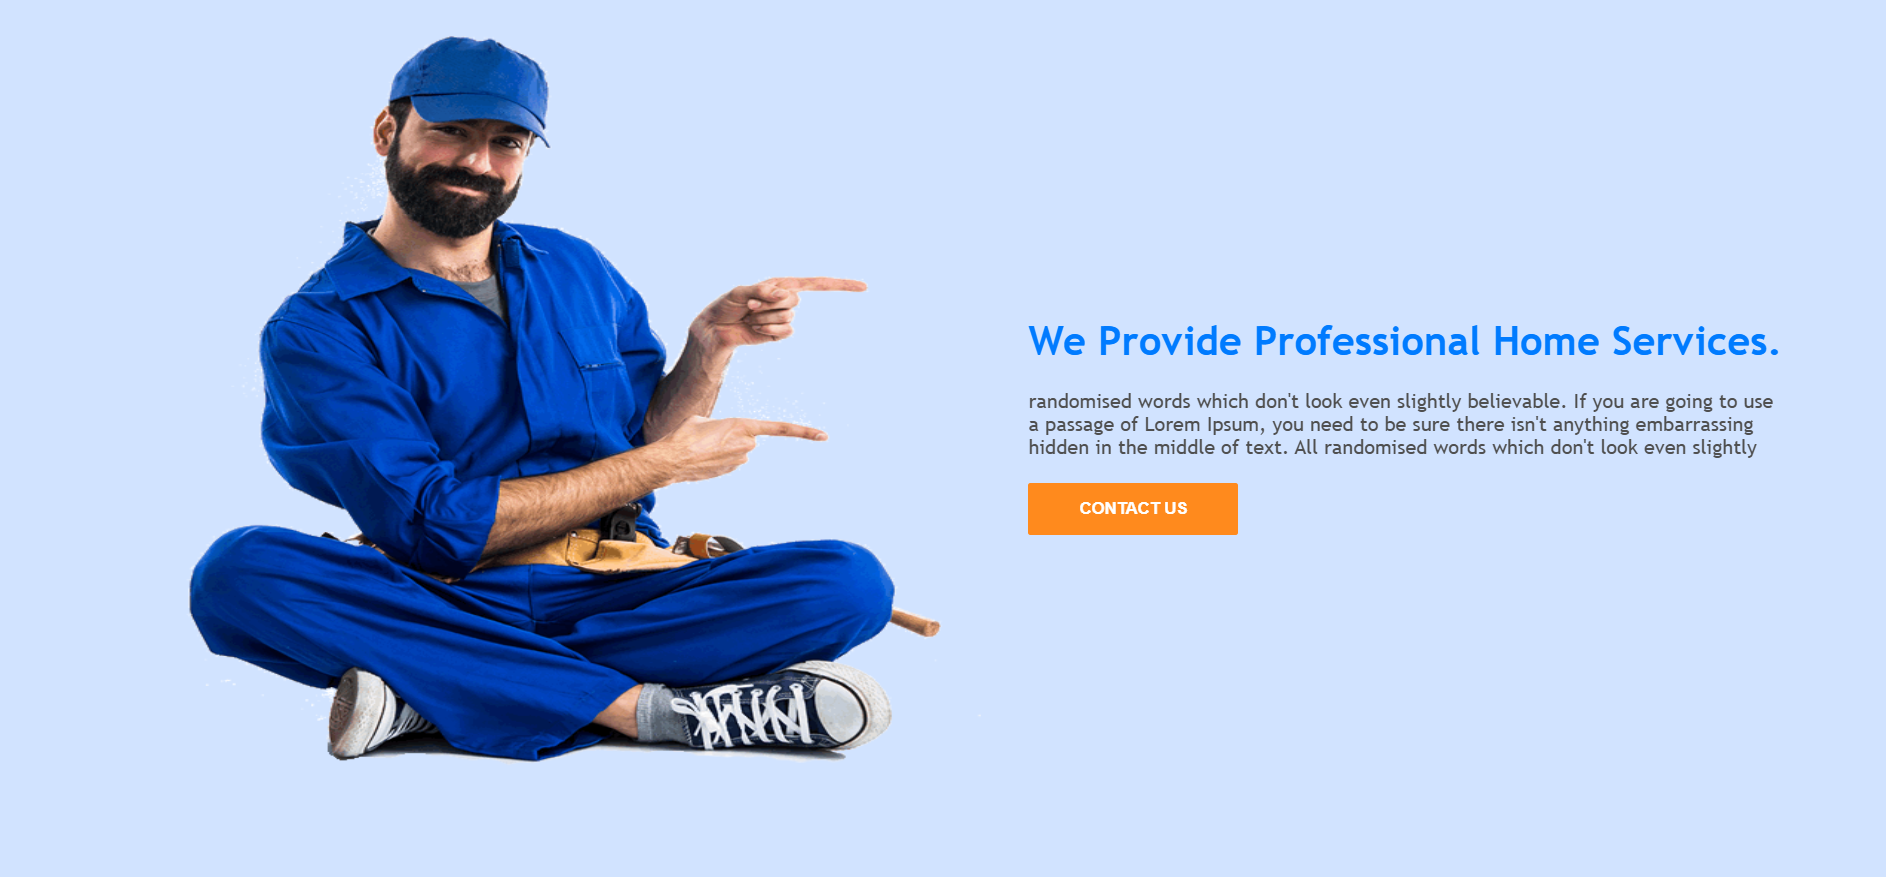 We Provide Professional Home Services.
randomised words which don't look even slightly believable. If you are going to use
a passage of Lorem Ipsum, you need to be sure there isn't anything embarrassing
hidden in the middle of text. All randomised words which don't look even slightly
CONTACT US